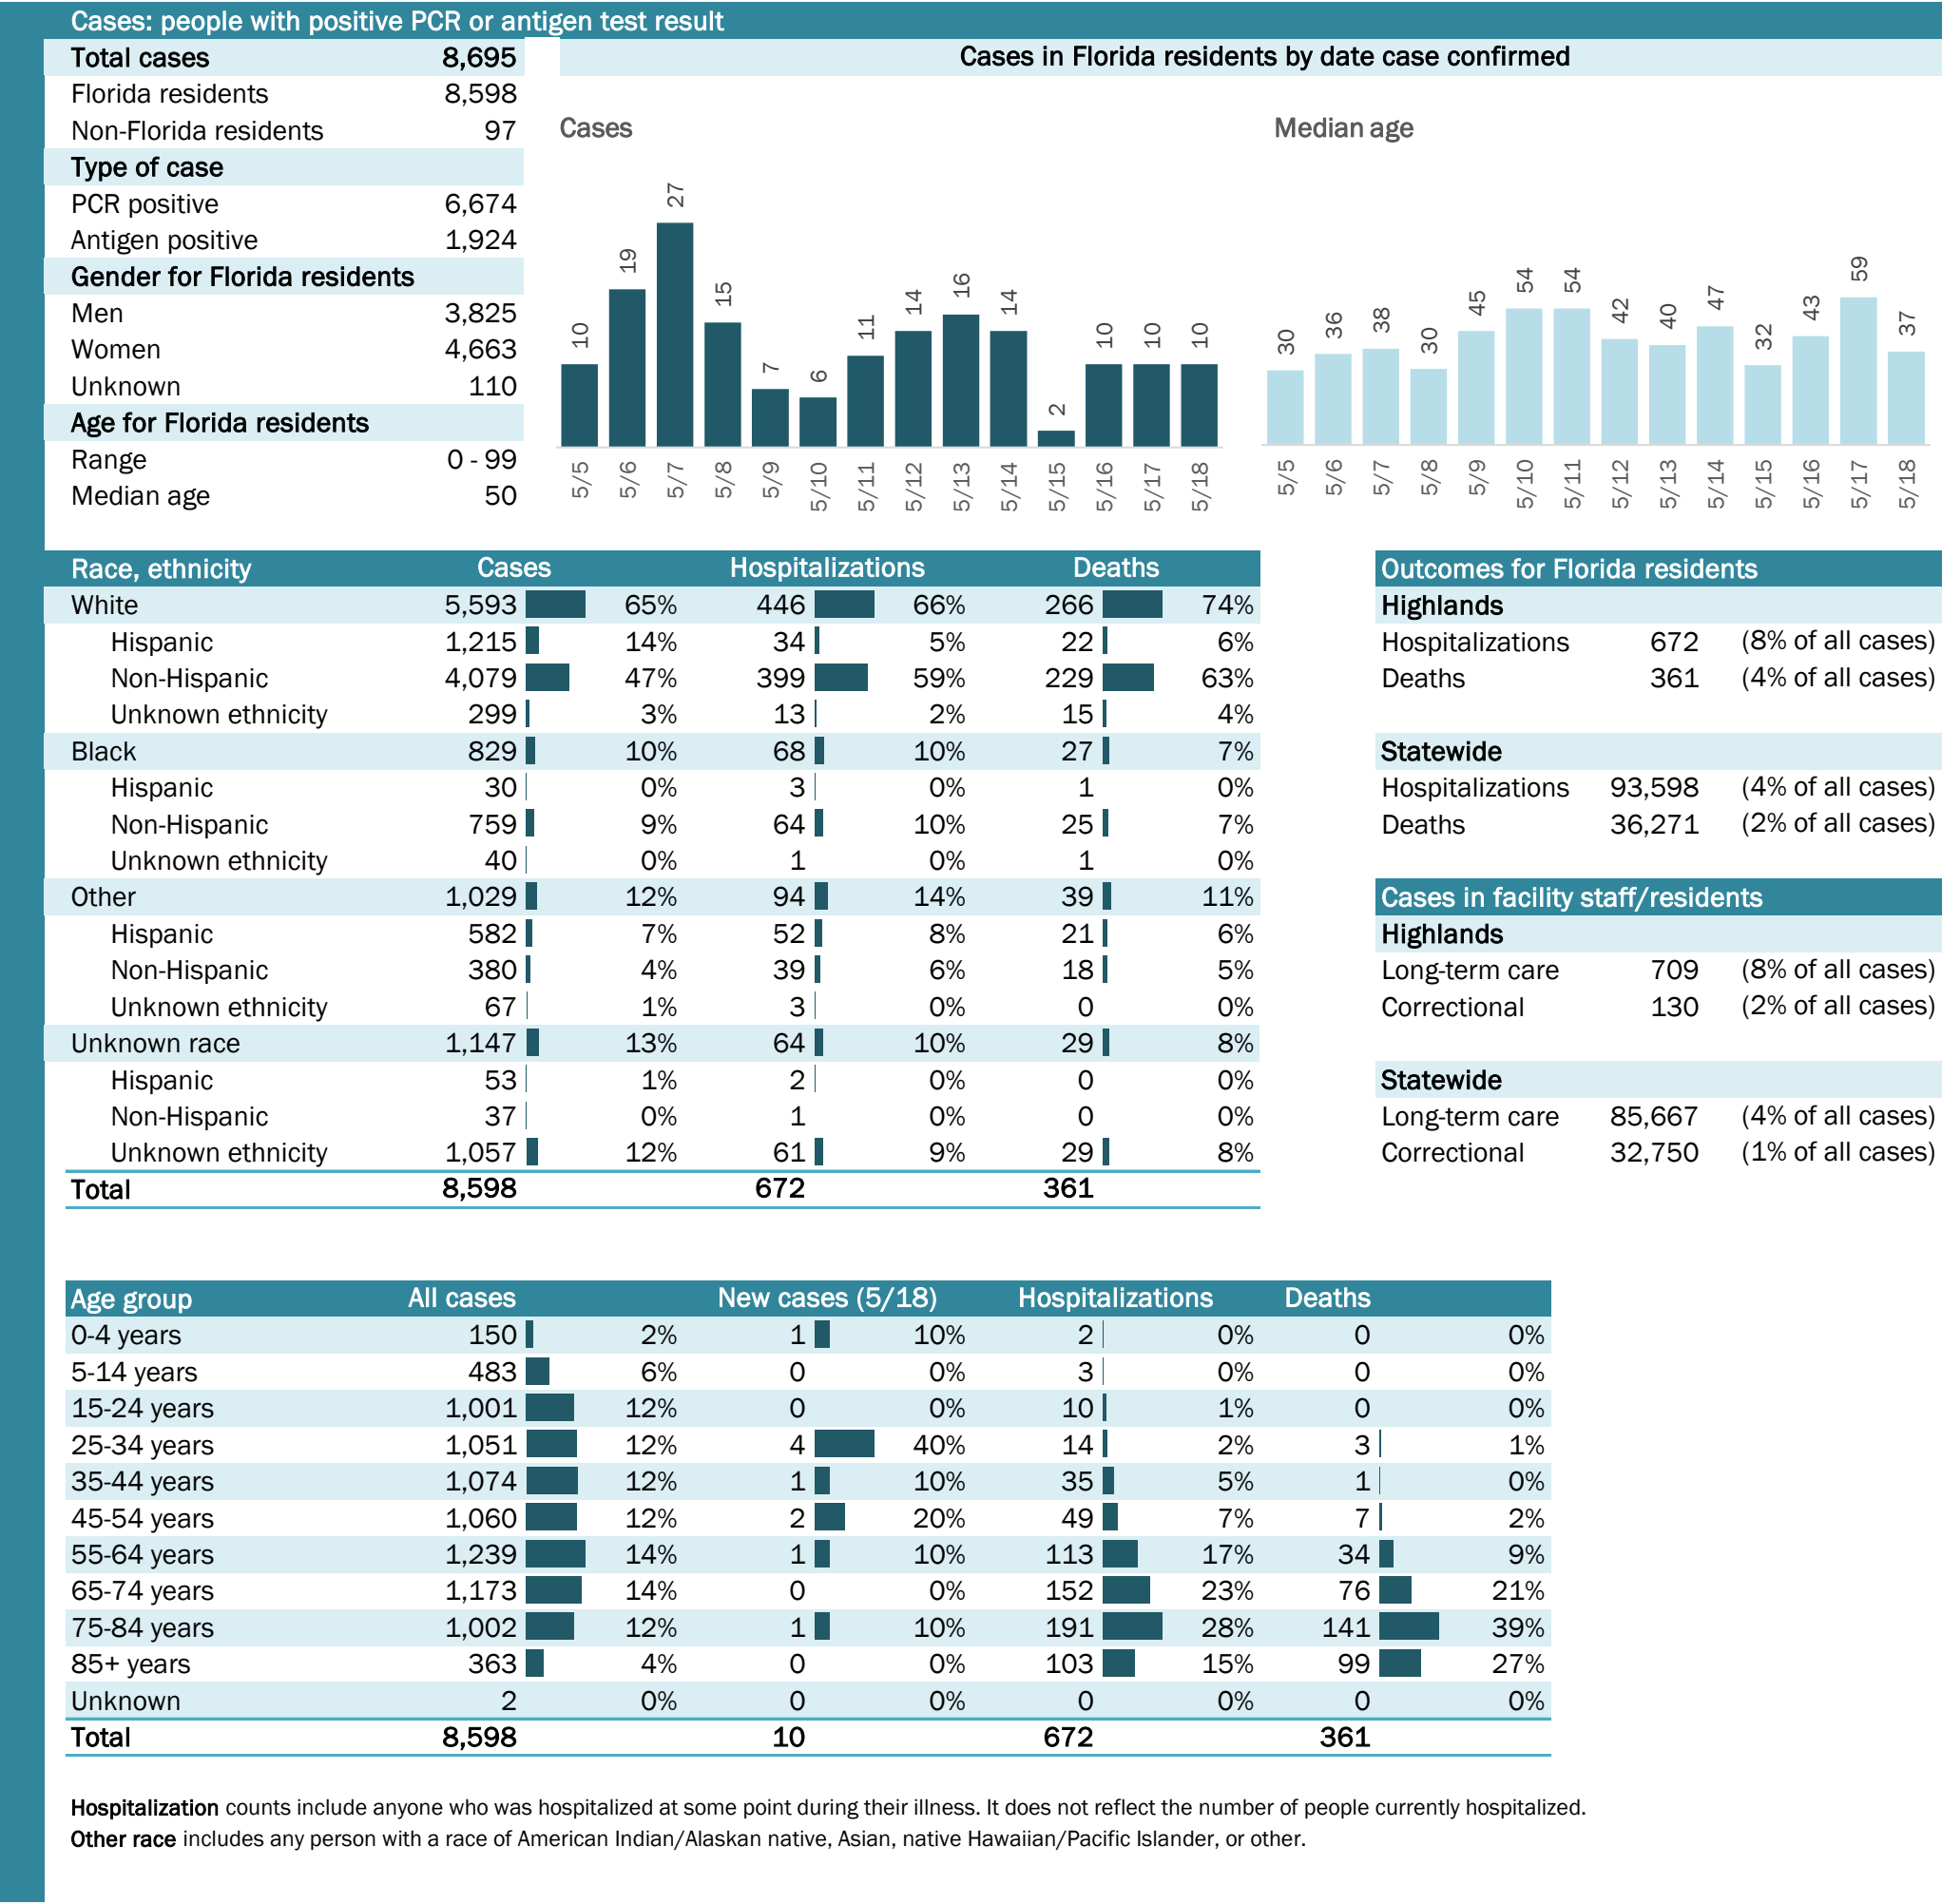 Cases: people with positive PCR or antigen test result
Total cases 8,695
Florida residents 8,598
Non-Florida residents 97
Type of case
PCR positive 6,674
Antigen positive 1,924
Gender for Florida residents
Men 3,825
Women 4,663
Unknown 110
Age for Florida residents
Range 0 - 99
Median age 50
Cases in Florida residents by date case confirmed
Cases
10 19 27 15 7 6 11 14 16 14 2 10 10 10
5/5 5/6 5/7 5/8 5/9 5/10 5/11 5/12 5/13 5/14 5/15 5/16 5/17 5/18
Median age
30 36 38 30 45 54 54 42 40 47 32 43 59 37
5/5 5/6 5/7 5/8 5/9 5/10 5/11 5/12 5/13 5/14 5/15 5/16 5/17 5/18
Race, ethnicity Cases Hospitalizations Deaths
White 5,593 65% 446 66% 266 74%
Hispanic 1,215 14% 34 5% 22 6%
Non-Hispanic 4,079 47% 399 59% 229 63%
Unknown ethnicity 299 3% 13 2% 15 4%
Black 829 10% 68 10% 27 7%
Hispanic 30 0% 3 0% 1 0%
Non-Hispanic 759 9% 64 10% 25 7%
Unknown ethnicity 40 0% 1 0% 1 0%
Other 1,029 12% 94 14% 39 11%
Hispanic 582 7% 52 8% 21 6%
Non-Hispanic 380 4% 39 6% 18 5%
Unknown ethnicity 67 1% 3 0% 0 0%
Unknown race 1,147 13% 64 10% 29 8%
Hispanic 53 1% 2 0% 0 0%
Non-Hispanic 37 0% 1 0% 0 0%
Unknown ethnicity 1,057 12% 61 9% 29 8%
Total 8,598 672 361
Outcomes for Florida residents
Highlands
Hospitalizations 672 (8% of all cases)
Deaths 361 (4% of all cases)
Statewide
Hospitalizations 93,598 (4% of all cases)
Deaths 36,271 (2% of all cases)
Cases in facility staff/residents
Highlands
Long-term care 709 (8% of all cases)
Correctional 130 (2% of all cases)
Statewide
Long-term care 85,667 (4% of all cases)
Correctional 32,750 (1% of all cases)
Age group All cases New cases (5/18) Hospitalizations Deaths
0-4 years 150 2% 1 10% 2 0% 0 0%
5-14 years 483 6% 0 0% 3 0% 0 0%
15-24 years 1,001 12% 0 0% 10 1% 0 0%
25-34 years 1,051 12% 4 40% 14 2% 3 1%
35-44 years 1,074 12% 1 10% 35 5% 1 0%
45-54 years 1,060 12% 2 20% 49 7% 7 2%
55-64 years 1,239 14% 1 10% 113 17% 34 9%
65-74 years 1,173 14% 0 0% 152 23% 76 21%
75-84 years 1,002 12% 1 10% 191 28% 141 39%
85+ years 363 4% 0 0% 103 15% 99 27%
Unknown 2 0% 0 0% 0 0% 0 0%
Total 8,598 10 672 361
Hospitalization counts include anyone who was hospitalized at some point during their illness. It does not reflect the number of people currently hospitalized.
Other race includes any person with a race of American Indian/Alaskan native, Asian, native Hawaiian/Pacific Islander, or other.